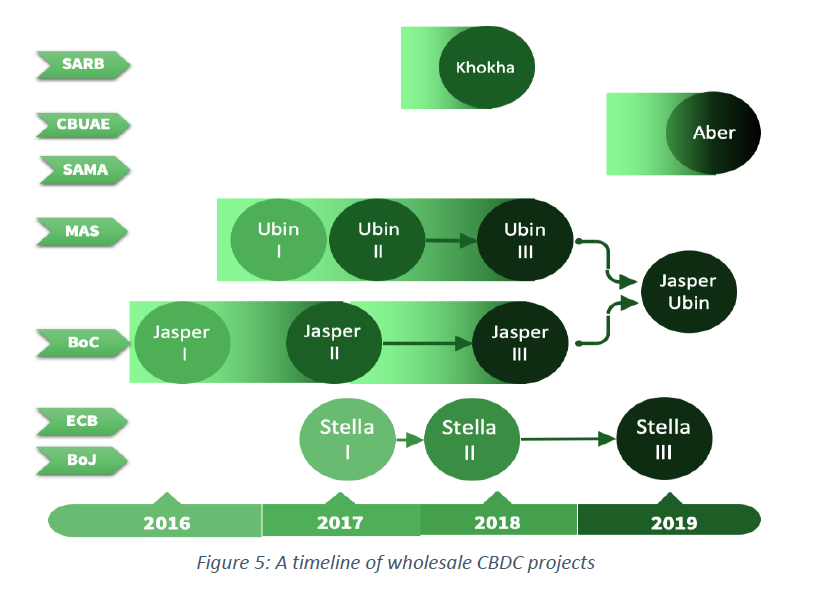 SARB
Khokha
CBUAE
Aber
SAMA
MAS
Ubin
I
Ubin
II
Ubin
III
Jasper
Ubin
BoC
Jasper
I
Jasper
II
Jasper
III
ECB
Stella
I
Stella
II
Stella
III
BoJ
2016
2017
2018
2019
Figure 5: A timeline of wholesale CBDC projects